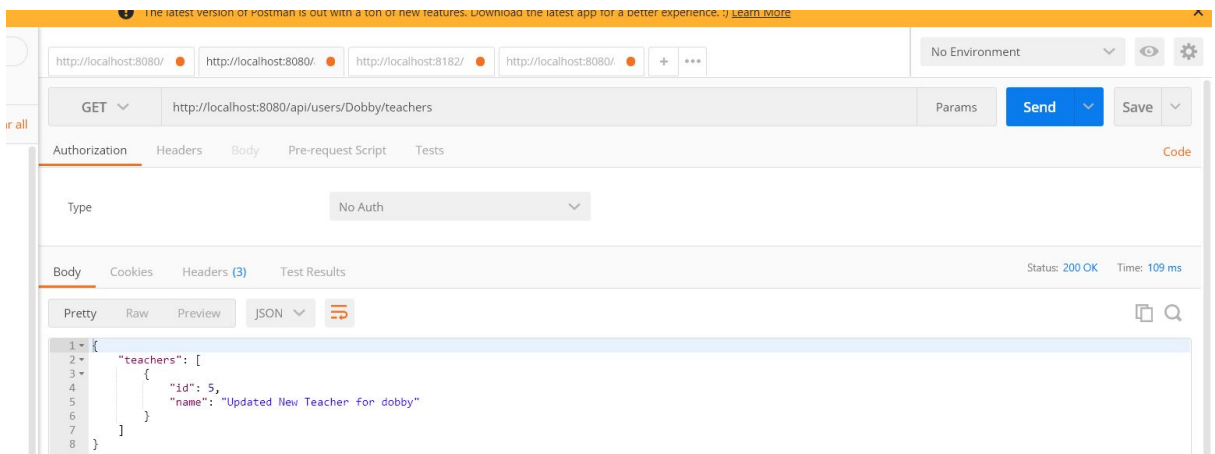 The latest version of Postman is out with a ton of new features. Download the latest app for a better experience. :) Learn More
http://localhost:8080/ http://localhost:8080/. http://localhost:8182/ http://localhost:8080/. + ••• No Environment
GET http://localhost:8080/api/users/Dobby/teachers Params Send Save
ar all
Authorization Headers Body Pre-request Script Tests Code
Type No Auth
Body Cookies Headers (3) Test Results Status: 200 OK Time: 109 ms
Pretty Raw Preview JSON
1 {
2 "teachers": [
3 {
4 "id": 5,
5 "name": "Updated New Teacher for dobby"
6 }
7 ]
8 }